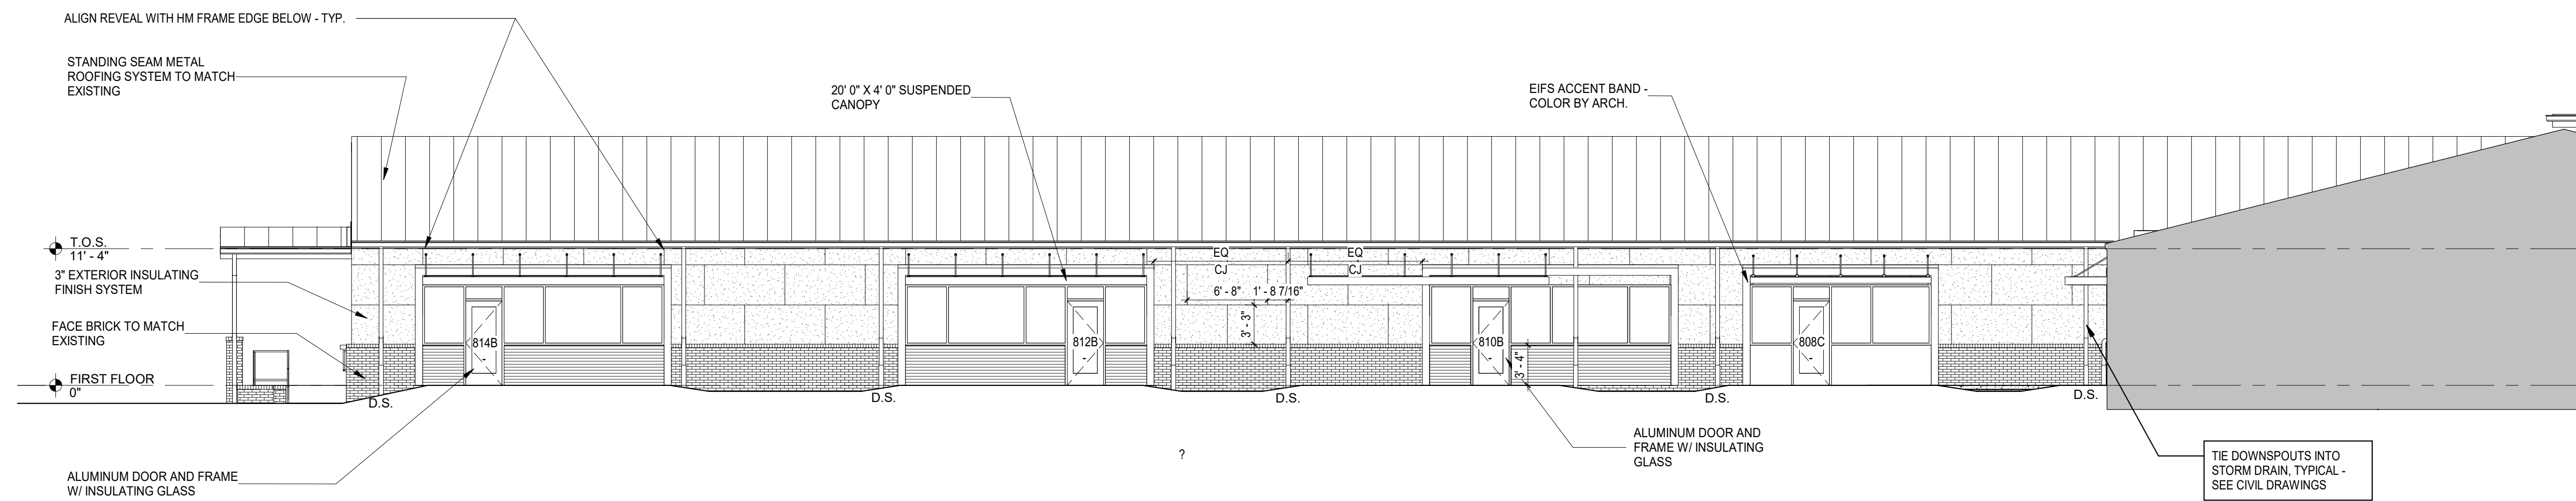 ALIGN REVEAL WITH HM FRAME EDGE BELOW - TYP.
STANDING SEAM METAL
ROOFING SYSTEM TO MATCH
EXISTING
20' 0" X 4' 0" SUSPENDED
CANOPY
EIFS ACCENT BAND -
COLOR BY ARCH.
T.O.S.
11' - 4"
3" EXTERIOR INSULATING
FINISH SYSTEM
FACE BRICK TO MATCH
EXISTING
FIRST FLOOR
0"
EQ
EQ
CJ
CJ
6' - 8"
1' - 8 7/16"
3' - 3"
3' - 4"
814B
-
812B
-
810B
-
808C
-
D.S.
D.S.
D.S.
D.S.
D.S.
ALUMINUM DOOR AND FRAME
W/ INSULATING GLASS
?
ALUMINUM DOOR AND
FRAME W/ INSULATING
GLASS
TIE DOWNSPOUTS INTO
STORM DRAIN, TYPICAL -
SEE CIVIL DRAWINGS